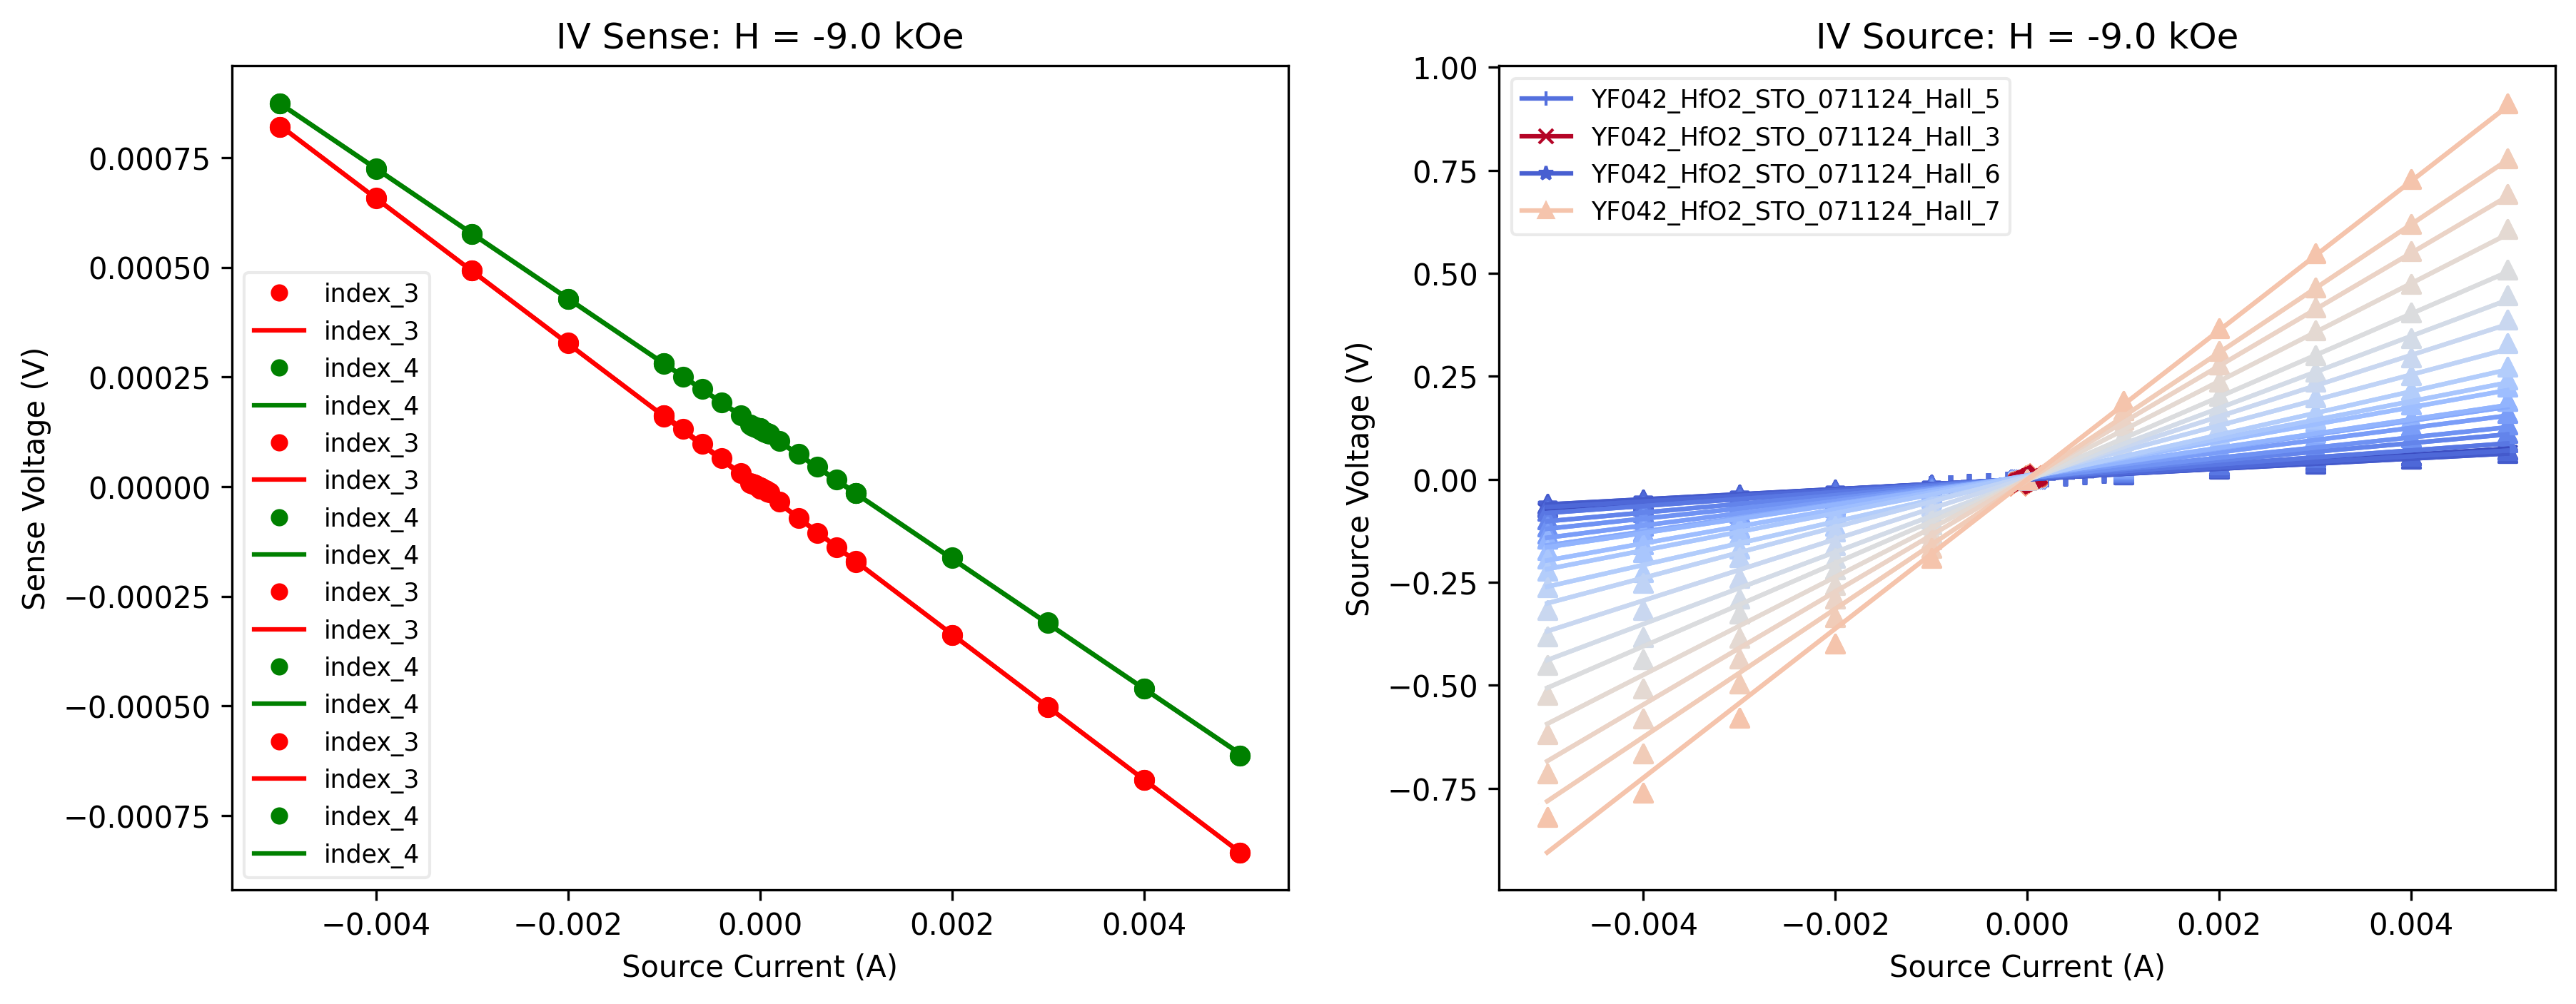 IV Sense: H = -9.0 kOe
Sense Voltage (V)
0.00075
0.00050
0.00025
0.00000
−0.00025
−0.00050
−0.00075
index_3
index_3
index_4
index_4
index_3
index_3
index_4
index_4
index_3
index_3
index_4
index_4
index_3
index_3
index_4
index_4
−0.004
−0.002
0.000
0.002
0.004
Source Current (A)
IV Source: H = -9.0 kOe
Source Voltage (V)
1.00
0.75
0.50
0.25
0.00
−0.25
−0.50
−0.75
YF042_HfO2_STO_071124_Hall_5
YF042_HfO2_STO_071124_Hall_3
YF042_HfO2_STO_071124_Hall_6
YF042_HfO2_STO_071124_Hall_7
−0.004
−0.002
0.000
0.002
0.004
Source Current (A)